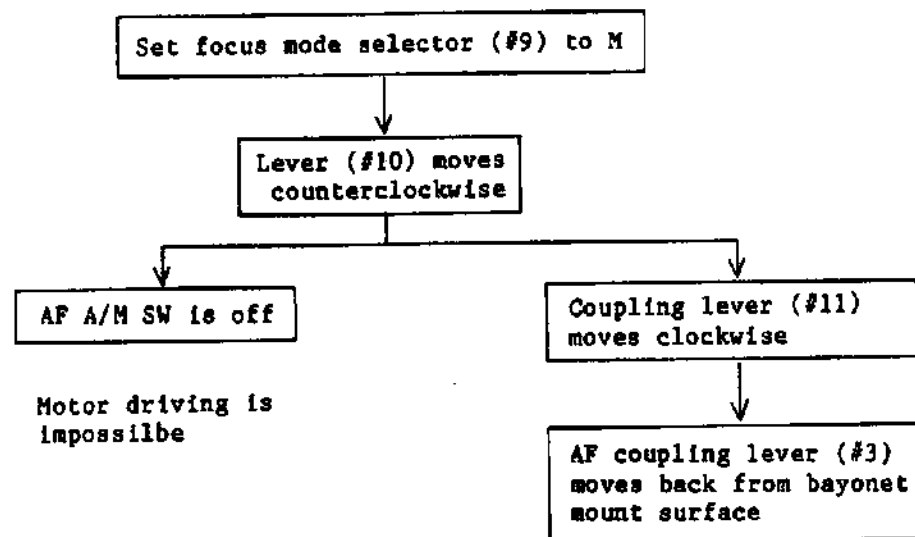 Set focus mode selector (#9) to M
Lever (#10) moves
counterclockwise
AF A/M SW is off
Motor driving is
impossilbe
Coupling lever (#11)
moves clockwise
AF coupling lever (#3)
moves back from bayonet
mount surface